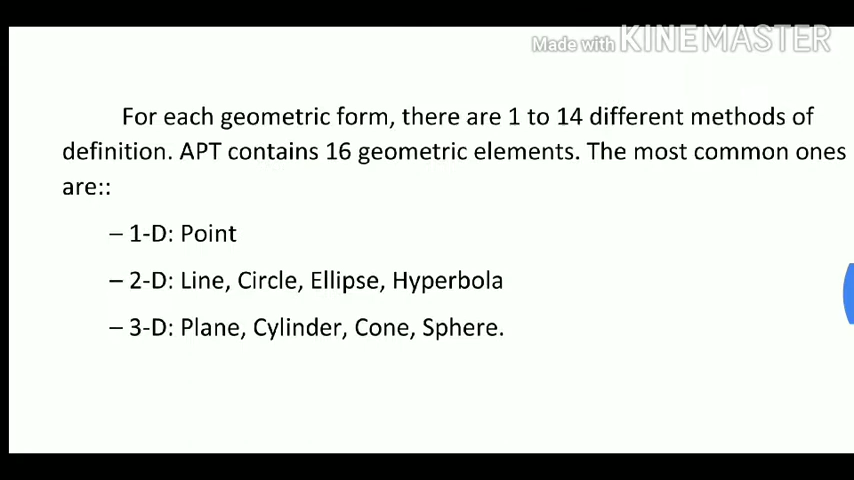 Made with KINEMASTER
For each geometric form, there are 1 to 14 different methods of
definition. APT contains 16 geometric elements. The most common ones
are::
– 1-D: Point
– 2-D: Line, Circle, Ellipse, Hyperbola
– 3-D: Plane, Cylinder, Cone, Sphere.